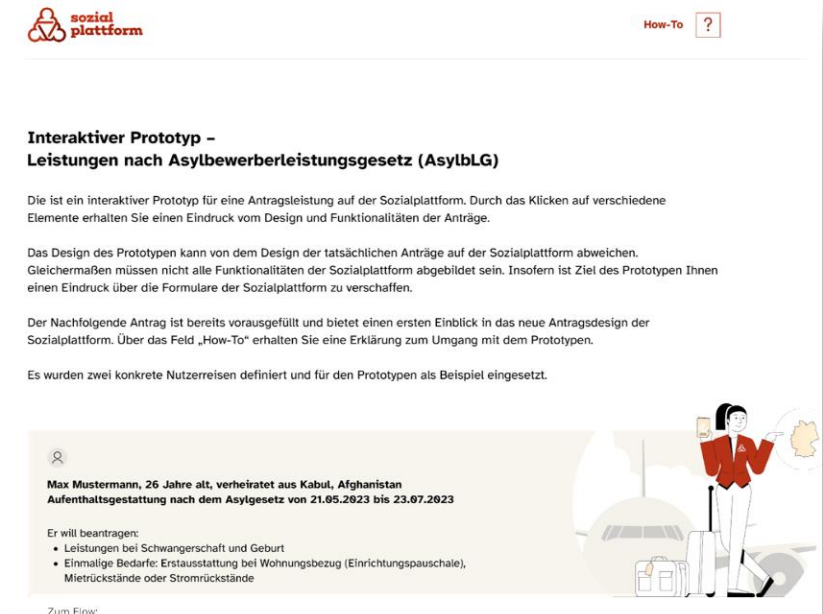 sozial
plattform
How-To ?
Interaktiver Prototyp –
Leistungen nach Asylbewerberleistungsgesetz (AsylbLG)
Die ist ein interaktiver Prototyp für eine Antragsleistung auf der Sozialplattform. Durch das Klicken auf verschiedene
Elemente erhalten Sie einen Eindruck vom Design und Funktionalitäten der Anträge.
Das Design des Prototypen kann von dem Design der tatsächlichen Anträge auf der Sozialplattform abweichen.
Gleichermaßen müssen nicht alle Funktionalitäten der Sozialplattform abgebildet sein. Insofern ist Ziel des Prototypen Ihnen
einen Eindruck über die Formulare der Sozialplattform zu verschaffen.
Der Nachfolgende Antrag ist bereits vorausgefüllt und bietet einen ersten Einblick in das neue Antragsdesign der
Sozialplattform. Über das Feld „How-To“ erhalten Sie eine Erklärung zum Umgang mit dem Prototypen.
Es wurden zwei konkrete Nutzerreisen definiert und für den Prototypen als Beispiel eingesetzt.
Max Mustermann, 26 Jahre alt, verheiratet aus Kabul, Afghanistan
Aufenthaltsgestattung nach dem Asylgesetz von 21.05.2023 bis 23.07.2023
Er will beantragen:
• Leistungen bei Schwangerschaft und Geburt
• Einmalige Bedarfe: Erstausstattung bei Wohnungsbezug (Einrichtungspauschale),
Mietrückstände oder Stromrückstände
Zum Flow: